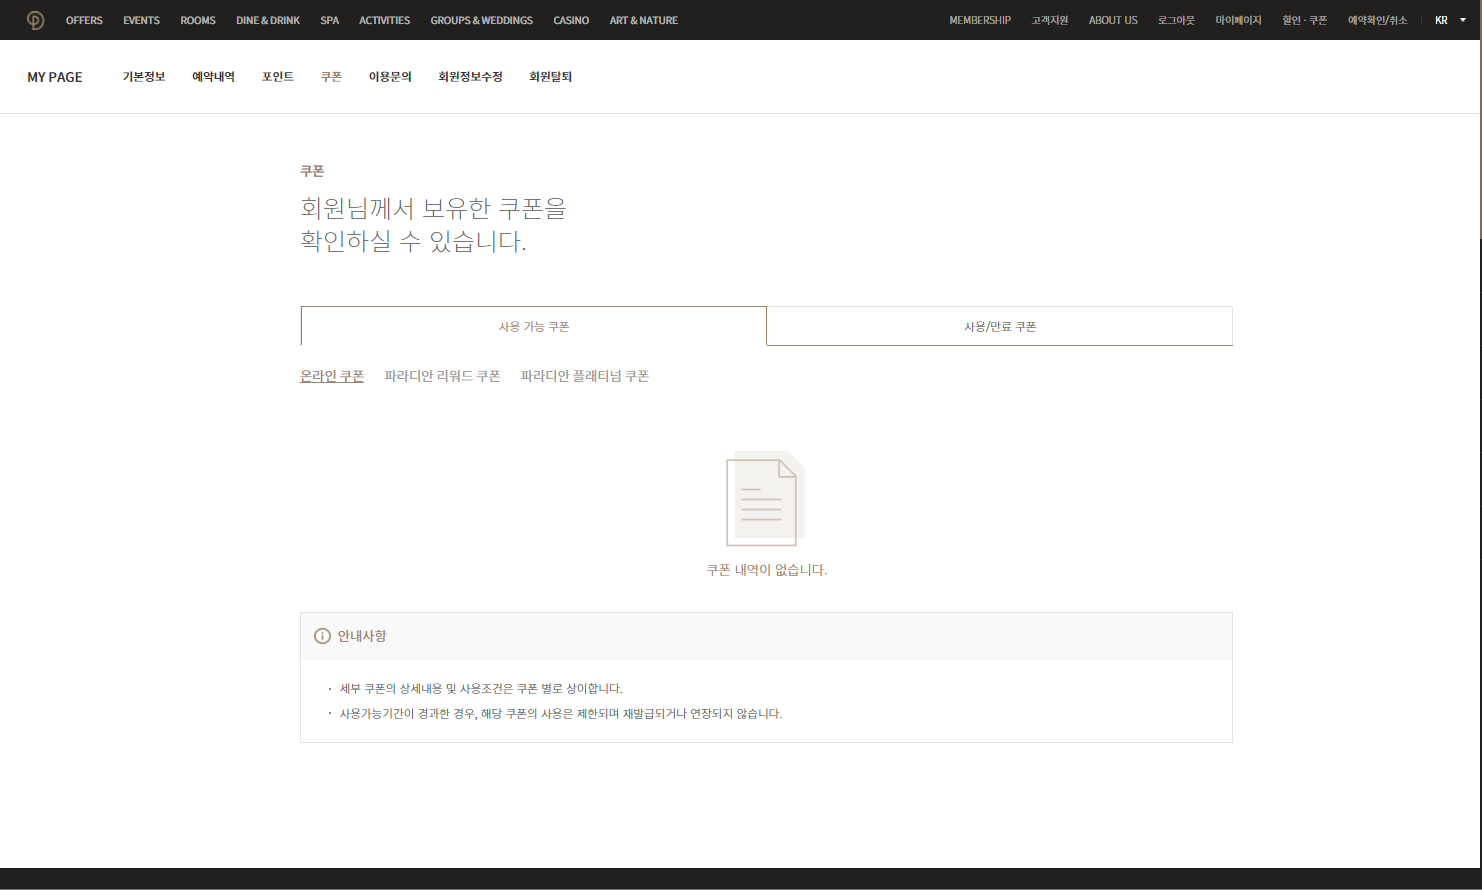 OFFERS EVENTS ROOMS DINE & DRINK SPA ACTIVITIES GROUPS & WEDDINGS CASINO ART & NATURE MEMBERSHIP 고객지원 ABOUT US 로그아웃 마이페이지 할인 · 쿠폰 예약확인/취소 KR
MY PAGE 기본정보 예약내역 포인트 쿠폰 이용문의 회원정보수정 회원탈퇴
쿠폰
회원님께서 보유한 쿠폰을
확인하실 수 있습니다.
사용 가능 쿠폰 사용/만료 쿠폰
온라인 쿠폰 파라디안 리워드 쿠폰 파라디안 플래티넘 쿠폰
쿠폰 내역이 없습니다.
안내사항
· 세부 쿠폰의 상세내용 및 사용조건은 쿠폰 별로 상이합니다.
· 사용가능기간이 경과한 경우, 해당 쿠폰의 사용은 제한되며 재발급되거나 연장되지 않습니다.